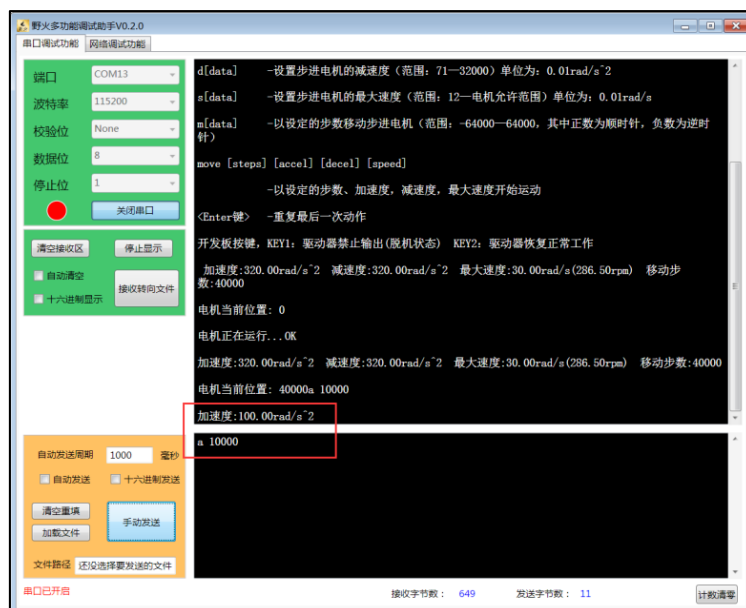 野火多功能调试助手V0.2.0
串口调试功能 网络调试功能
端口 COM13
波特率 115200
校验位 None
数据位 8
停止位 1
关闭串口
清空接收区 停止显示
自动清空
十六进制显示
接收转向文件
d[data] -设置步进电机的减速度（范围：71—32000）单位为：0.01rad/s^2
s[data] -设置步进电机的最大速度（范围：12—电机允许范围）单位为：0.01rad/s
m[data] -以设定的步数移动步进电机（范围：-64000—64000，其中正数为顺时针，负数为逆时
针）
move [steps] [accel] [decel] [speed]
-以设定的步数、加速度，减速度，最大速度开始运动
<Enter键> -重复最后一次动作
开发板按键，KEY1：驱动器禁止输出(脱机状态) KEY2：驱动器恢复正常工作
加速度:320.00rad/s^2 减速度:320.00rad/s^2 最大速度:30.00rad/s(286.50rpm) 移动步
数:40000
电机当前位置: 0
电机正在运行...OK
加速度:320.00rad/s^2 减速度:320.00rad/s^2 最大速度:30.00rad/s(286.50rpm) 移动步数:40000
电机当前位置: 40000a 10000
加速度:100.00rad/s^2
a 10000
自动发送周期 1000 毫秒
自动发送 十六进制发送
清空重填
加载文件
手动发送
文件路径 还没选择要发送的文件
串口已开启
接收字节数： 649 发送字节数： 11 计数清零